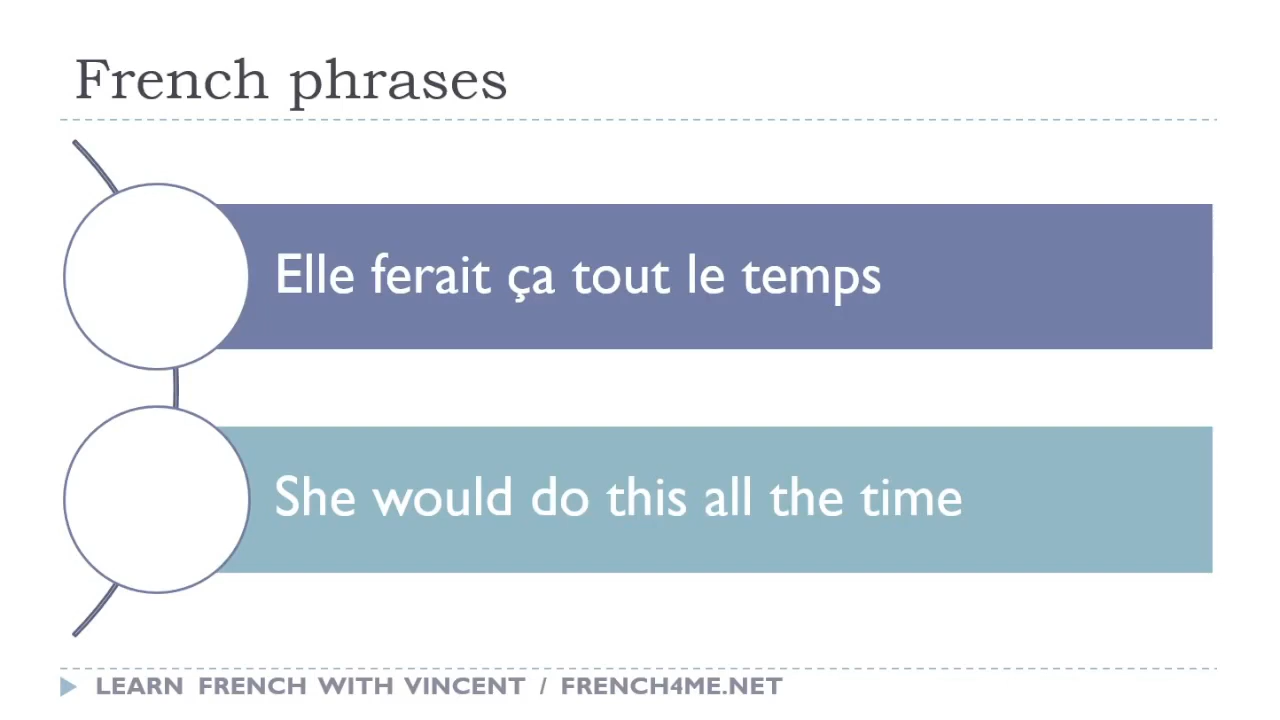 French phrases
Elle ferait ça tout le temps
She would do this all the time
LEARN FRENCH WITH VINCENT / FRENCH4ME.NET